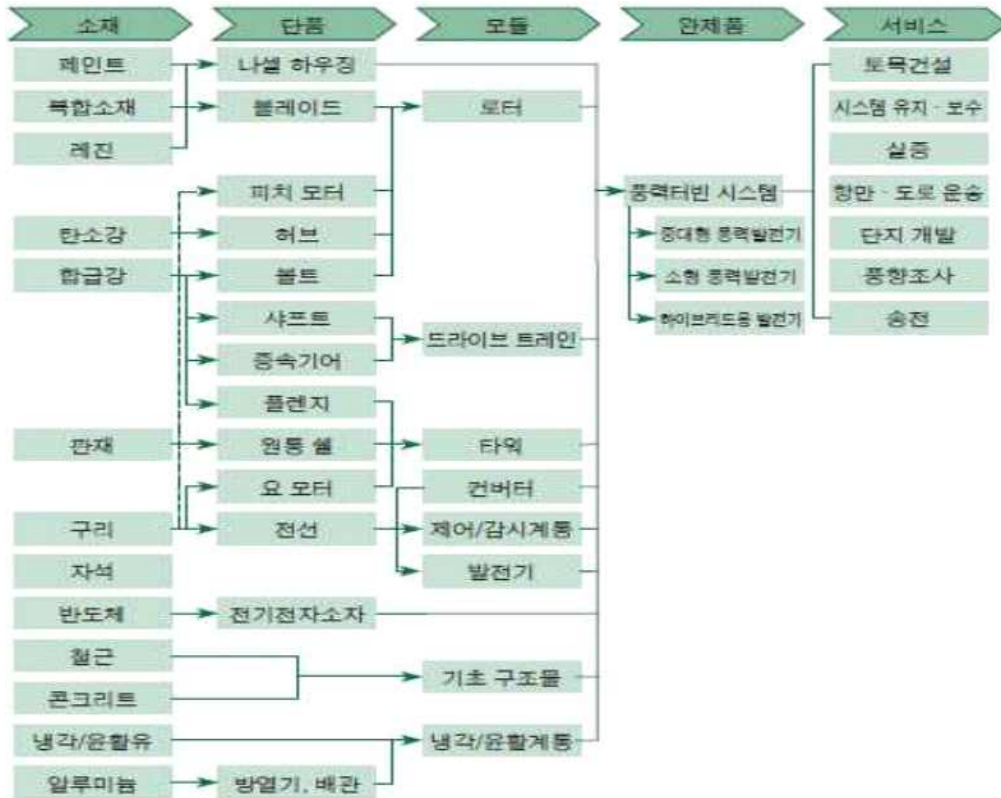 소재 단품 모듈 완제품 서비스
페인트 나셀 하우징 토목건설
복합소재 블레이드 로터 시스템 유지 · 보수
레진 실증
피치 모터 풍력터빈 시스템 항만 · 도로 운송
탄소강 허브 중대형 풍력발전기 단지 개발
합금강 볼트 소형 풍력발전기 풍향조사
샤프트 드라이브 트레인 하이브리드용 발전기 송전
증속기어
플렌지
판재 원통 쉘 타워
요 모터 컨버터
구리 전선 제어/감시계통
자석 발전기
반도체 전기전자소자
철근 기초 구조물
콘크리트
냉각/윤활유 냉각/윤활계통
알루미늄 방열기, 배관